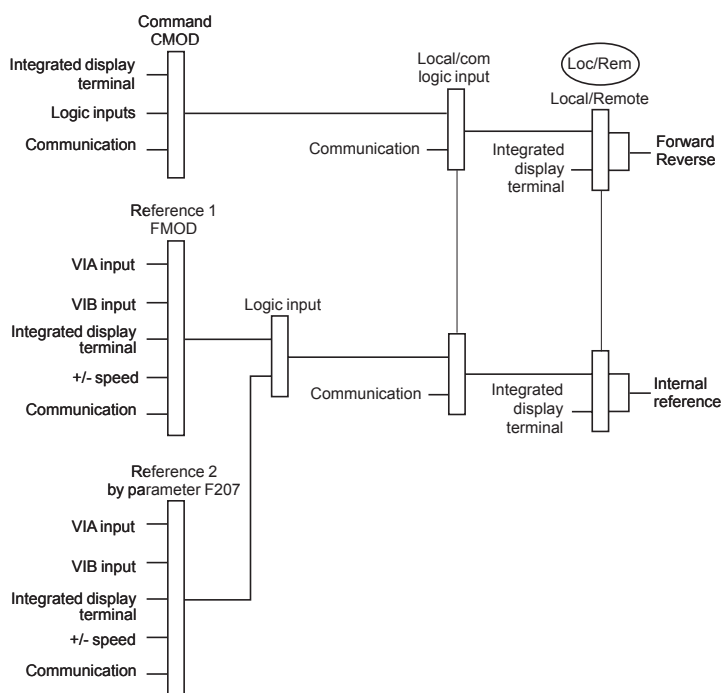 Command
CMOD
Integrated display
terminal
Logic inputs
Communication
Local/com
logic input
Communication
Loc/Rem
Local/Remote
Integrated
display
terminal
Forward
Reverse
Reference 1
FMOD
VIA input
VIB input
Integrated display
terminal
+/- speed
Communication
Logic input
Communication
Integrated
display
terminal
Internal
reference
Reference 2
by parameter F207
VIA input
VIB input
Integrated display
terminal
+/- speed
Communication